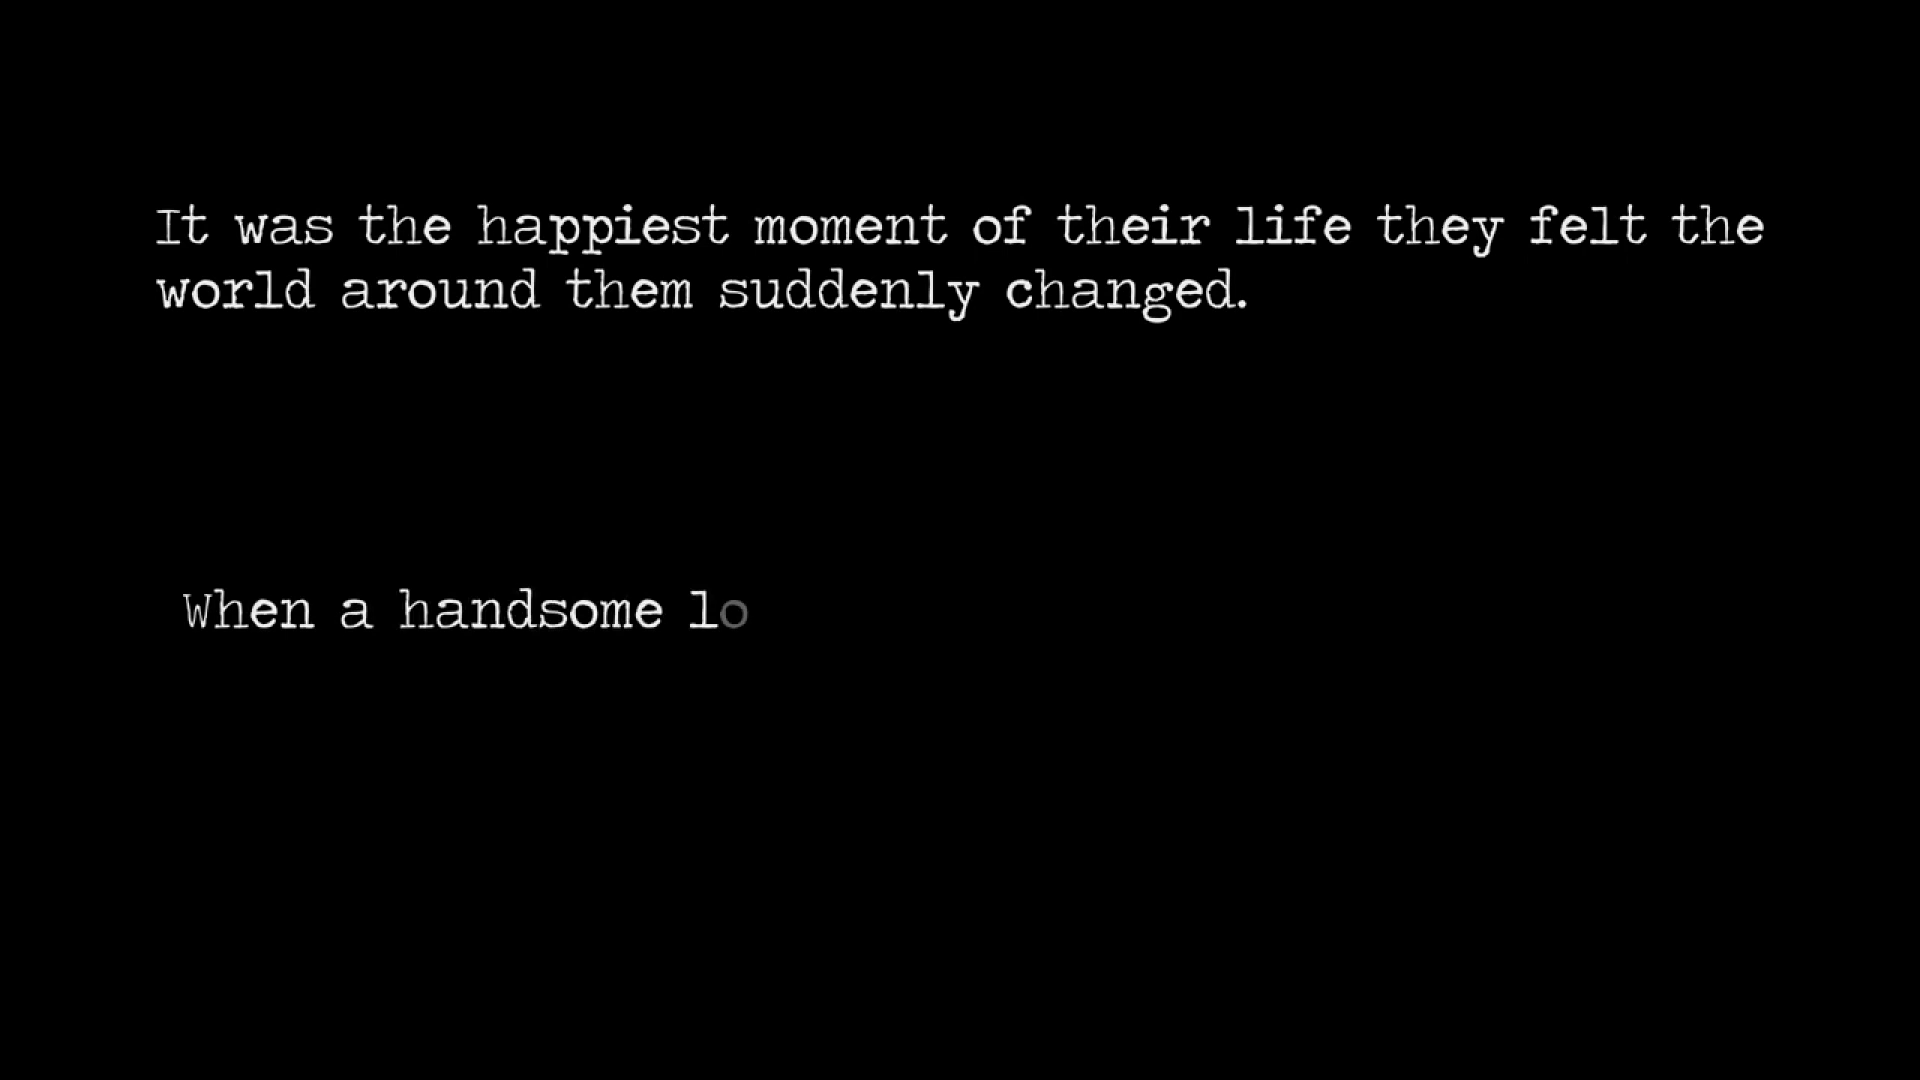 It was the happiest moment of their life they felt the
world around them suddenly changed.
When a handsome lo